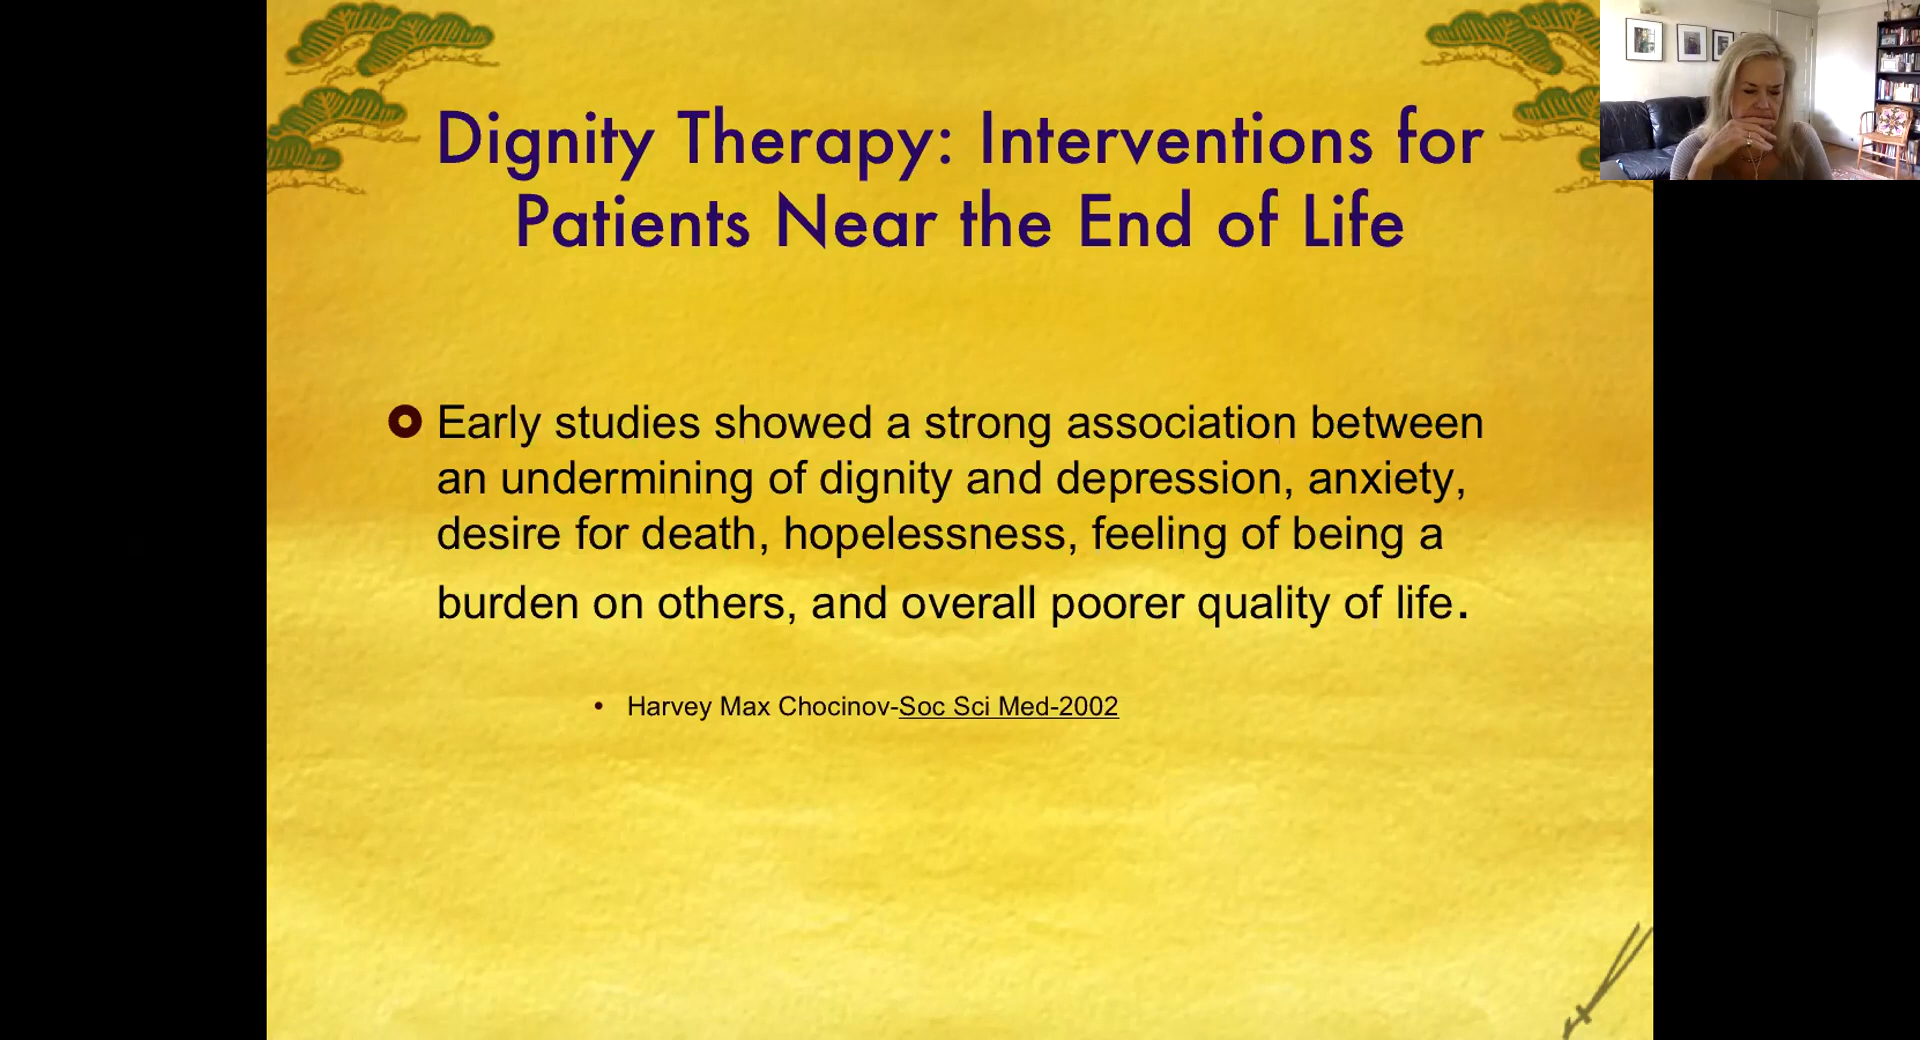 Dignity Therapy: Interventions for
Patients Near the End of Life
Early studies showed a strong association between
an undermining of dignity and depression, anxiety,
desire for death, hopelessness, feeling of being a
burden on others, and overall poorer quality of life.
• Harvey Max Chocinov-Soc Sci Med-2002